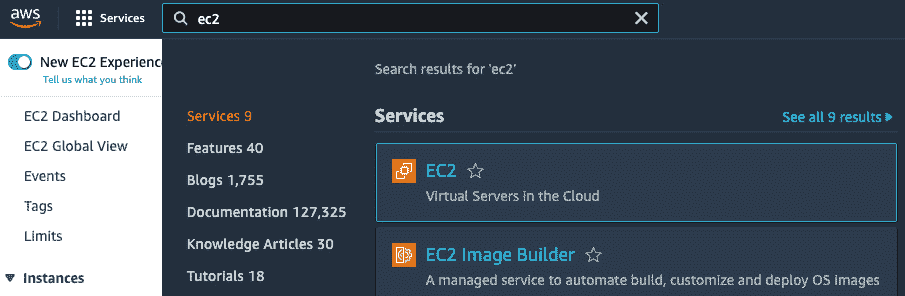 aws
Services
ec2
New EC2 Experienc
Tell us what you think
EC2 Dashboard
EC2 Global View
Events
Tags
Limits
Instances
Search results for 'ec2'
Services 9
Features 40
Blogs 1,755
Documentation 127,325
Knowledge Articles 30
Tutorials 18
Services
See all 9 results
EC2
Virtual Servers in the Cloud
EC2 Image Builder
A managed service to automate build, customize and deploy OS images